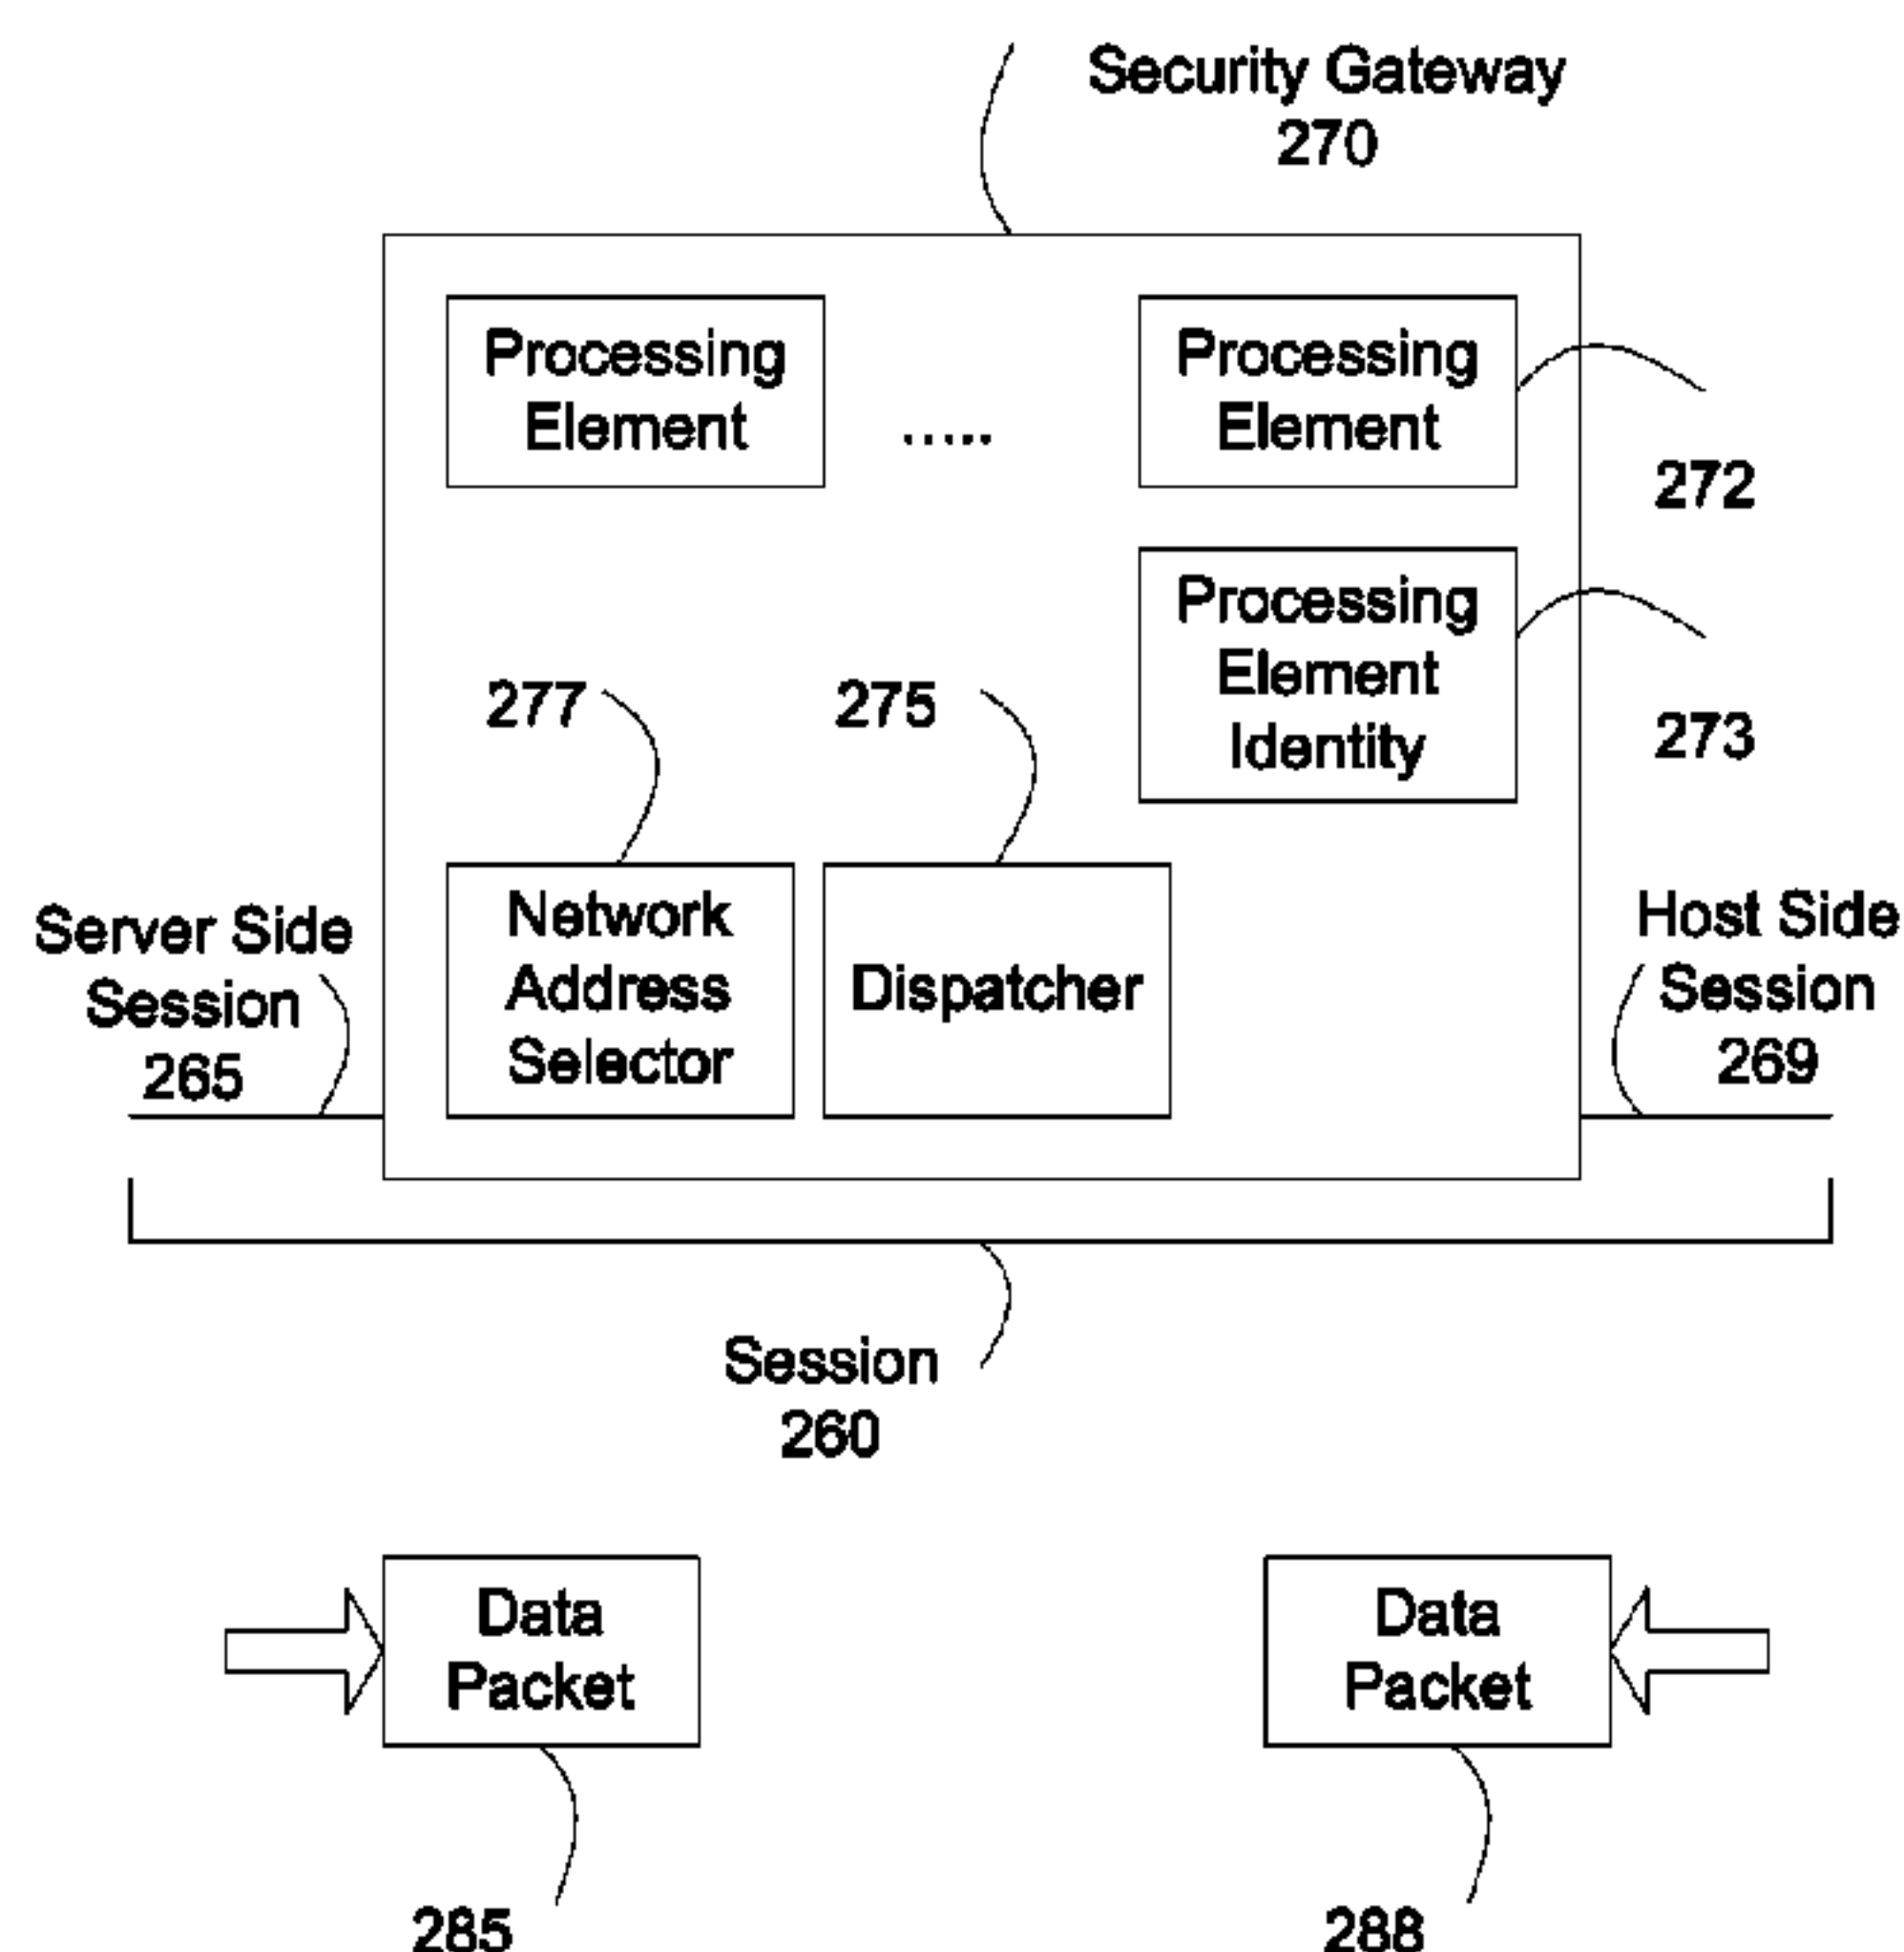 Security Gateway
270
Processing
Element
.....
Processing
Element
272
Processing
Element
Identity
273
277
275
Network
Address
Selector
Dispatcher
Server Side
Session
265
Host Side
Session
269
Session
260
Data
Packet
Data
Packet
285
288